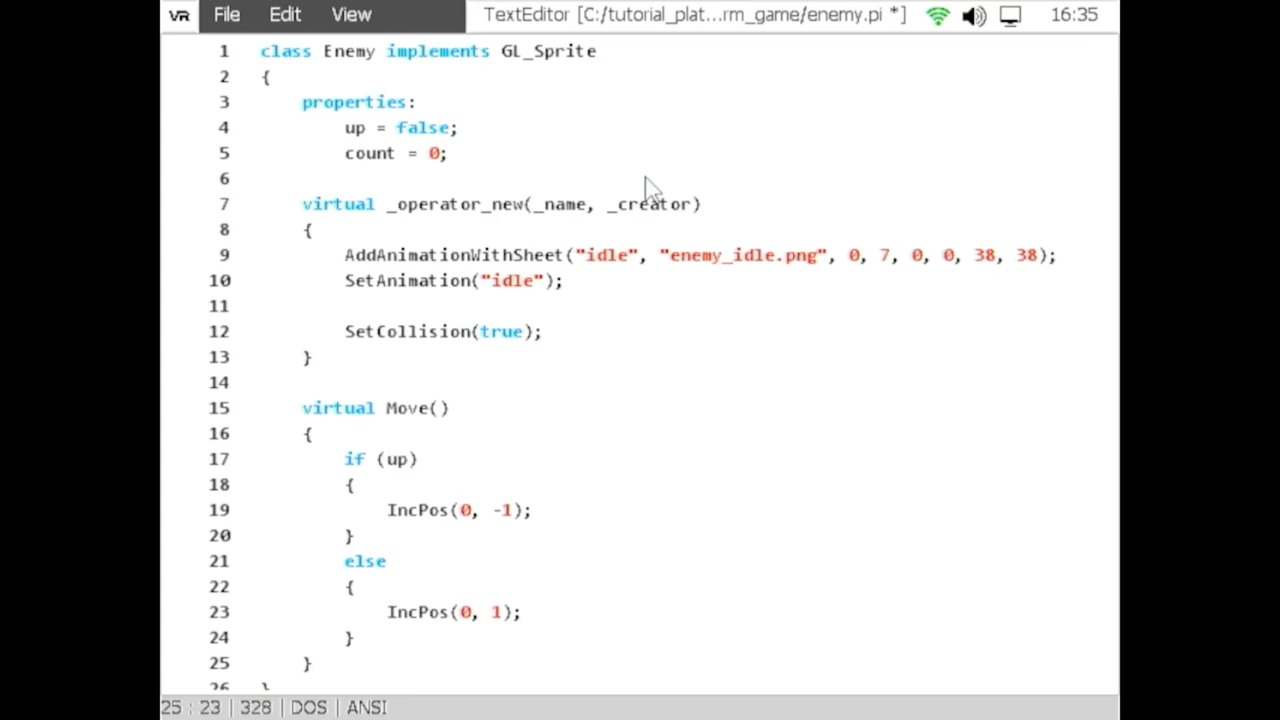 VR File Edit View TextEditor [C:/tutorial_plat...rm_game/enemy.pi *] 16:35
1 class Enemy implements GL_Sprite
2 {
3 properties:
4 up = false;
5 count = 0;
6
7 virtual _operator_new(_name, _creator)
8 {
9 AddAnimationWithSheet("idle", "enemy_idle.png", 0, 7, 0, 0, 38, 38);
10 SetAnimation("idle");
11
12 SetCollision(true);
13 }
14
15 virtual Move()
16 {
17 if (up)
18 {
19 IncPos(0, -1);
20 }
21 else
22 {
23 IncPos(0, 1);
24 }
25 }
26 }
25 : 23 | 328 | DOS | ANSI